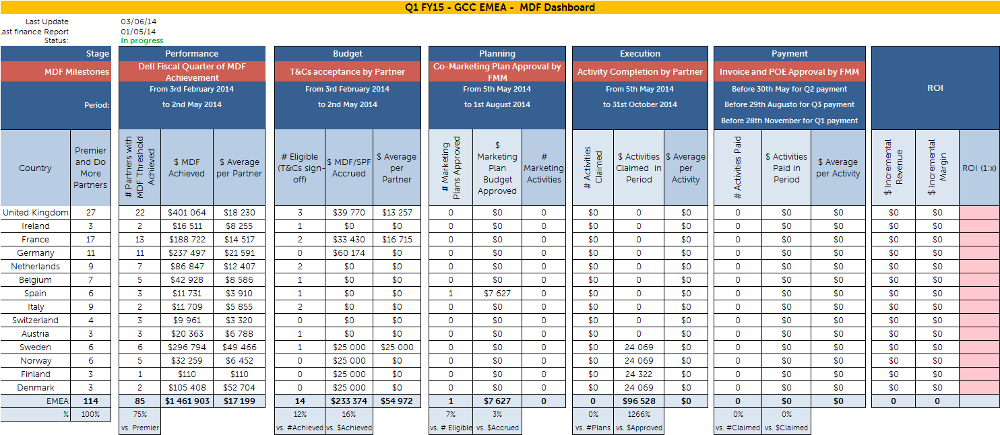 Q1 FY15 - GCC EMEA - MDF Dashboard
Last Update 03/06/14
ast finance Report 01/05/14
Status: In progress
Stage Performance Budget Planning Execution Payment ROI
MDF Milestones
Dell Fiscal Quarter of MDF Achievement
T&Cs acceptance by Partner
Co-Marketing Plan Approval by FMM
Activity Completion by Partner
Invoice and POE Approval by FMM
Period:
From 3rd February 2014
to 2nd May 2014
From 3rd February 2014
to 2nd May 2014
From 5th May 2014
to 1st August 2014
From 5th May 2014
to 31st October 2014
Before 30th May for Q2 payment
Before 29th Augusto for Q3 payment
Before 28th November for Q1 payment
Country
Premier and Do More Partners
# Partners with MDF Threshold Achieved
$ MDF Achieved
$ Average per Partner
# Eligible (T&Cs sign-off)
$ MDF/SPF Accrued
$ Average per Partner
# Marketing Plans Approved
$ Marketing Plan Budget Approved
# Marketing Activities
# Activities Claimed
$ Activities Claimed in Period
$ Average per Activity
# Activities Paid
$ Activities Paid in Period
$ Average per Activity
$ Incremental Revenue
$ Incremental Margin
ROI (1:x)
United Kingdom 27 22 $401 064 $18 230 3 $39 770 $13 257 0 $0 0 $0 0 $0 0 $0 $0 $0 $0
Ireland 3 2 $16 511 $8 255 1 $0 $0 0 $0 0 $0 0 $0 0 $0 $0 $0 $0
France 17 13 $188 722 $14 517 2 $33 430 $16 715 0 $0 0 $0 0 $0 0 $0 $0 $0 $0
Germany 11 11 $237 497 $21 591 0 $60 174 $0 0 $0 0 $0 0 $0 0 $0 $0 $0 $0
Netherlands 9 7 $86 847 $12 407 2 $0 $0 0 $0 0 $0 0 $0 0 $0 $0 $0 $0
Belgium 7 5 $42 928 $8 586 1 $0 $0 0 $0 0 $0 0 $0 0 $0 $0 $0 $0
Spain 6 3 $11 731 $3 910 1 $0 $0 1 $7 627 0 $0 0 $0 0 $0 $0 $0 $0
Italy 9 2 $11 709 $5 855 2 $0 $0 0 $0 0 $0 0 $0 0 $0 $0 $0 $0
Switzerland 4 3 $9 961 $3 320 0 $0 $0 0 $0 0 $0 0 $0 0 $0 $0 $0 $0
Austria 3 3 $20 363 $6 788 1 $0 $0 0 $0 0 $0 0 $0 0 $0 $0 $0 $0
Sweden 6 6 $296 794 $49 466 1 $25 000 $25 000 0 $0 0 $0 24 069 $0 0 $0 $0 $0 $0
Norway 6 5 $32 259 $6 452 0 $25 000 $0 0 $0 0 $0 24 069 $0 0 $0 $0 $0 $0
Finland 3 1 $110 $110 0 $25 000 $0 0 $0 0 $0 24 322 $0 0 $0 $0 $0 $0
Denmark 3 2 $105 408 $52 704 0 $25 000 $0 0 $0 0 $0 24 069 $0 0 $0 $0 $0 $0
EMEA 114 85 $1 461 903 $17 199 14 $233 374 $54 972 1 $7 627 0 0 $96 528 $0 0 $0 $0 0 0
% 100% 75% 12% 16% 7% 3% 0% 1266% 0% 0%
vs. Premier vs. #Achieved vs. $Achieved vs. # Eligible vs. $Accrued vs. #Plans vs. $Approved vs. #Claimed vs. $Claimed